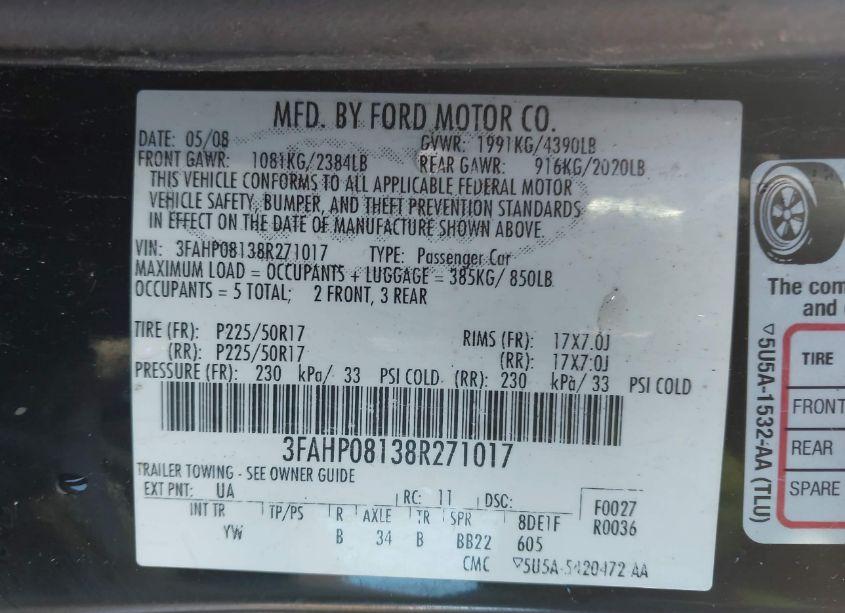 MFD. BY FORD MOTOR CO.
DATE: 05/08 GVWR: 1991KG/4390LB
FRONT GAWR: 1081KG/2384LB REAR GAWR: 916KG/2020LB
THIS VEHICLE CONFORMS TO ALL APPLICABLE FEDERAL MOTOR
VEHICLE SAFETY, BUMPER, AND THEFT PREVENTION STANDARDS
IN EFFECT ON THE DATE OF MANUFACTURE SHOWN ABOVE.
VIN: 3FAHP08138R271017 TYPE: Passenger Car
MAXIMUM LOAD = OCCUPANTS + LUGGAGE = 385KG/ 850LB
OCCUPANTS = 5 TOTAL; 2 FRONT, 3 REAR
TIRE (FR): P225/50R17 RIMS (FR): 17X7.0J
(RR): P225/50R17 (RR): 17X7.0J
PRESSURE (FR): 230 kPa/ 33 PSI COLD (RR): 230 kPa/ 33 PSI COLD
3FAHP08138R271017
TRAILER TOWING - SEE OWNER GUIDE
EXT PNT: UA RC: 11 DSC: F0027
INT TR TP/PS R AXLE TR SPR 8DE1F R0036
YW B 34 B BB22 605
CMC ▽5U5A-5420472-AA
The com
and
TIRE
FRONT
REAR
SPARE
▽5U5A-1532-AA (TLU)